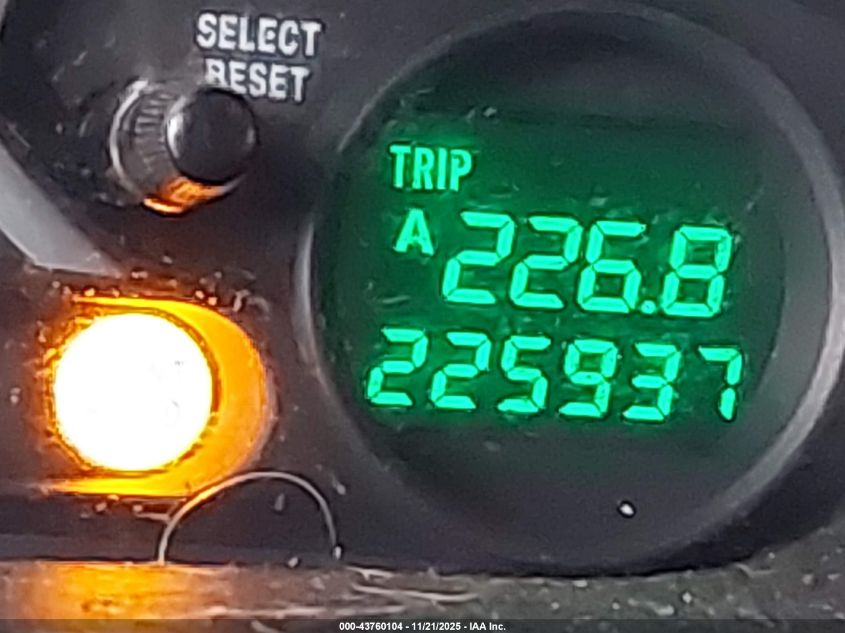 SELECT
RESET
TRIP
A 226.8
225937
000-43760104 - 11/21/2025 - IAA Inc.